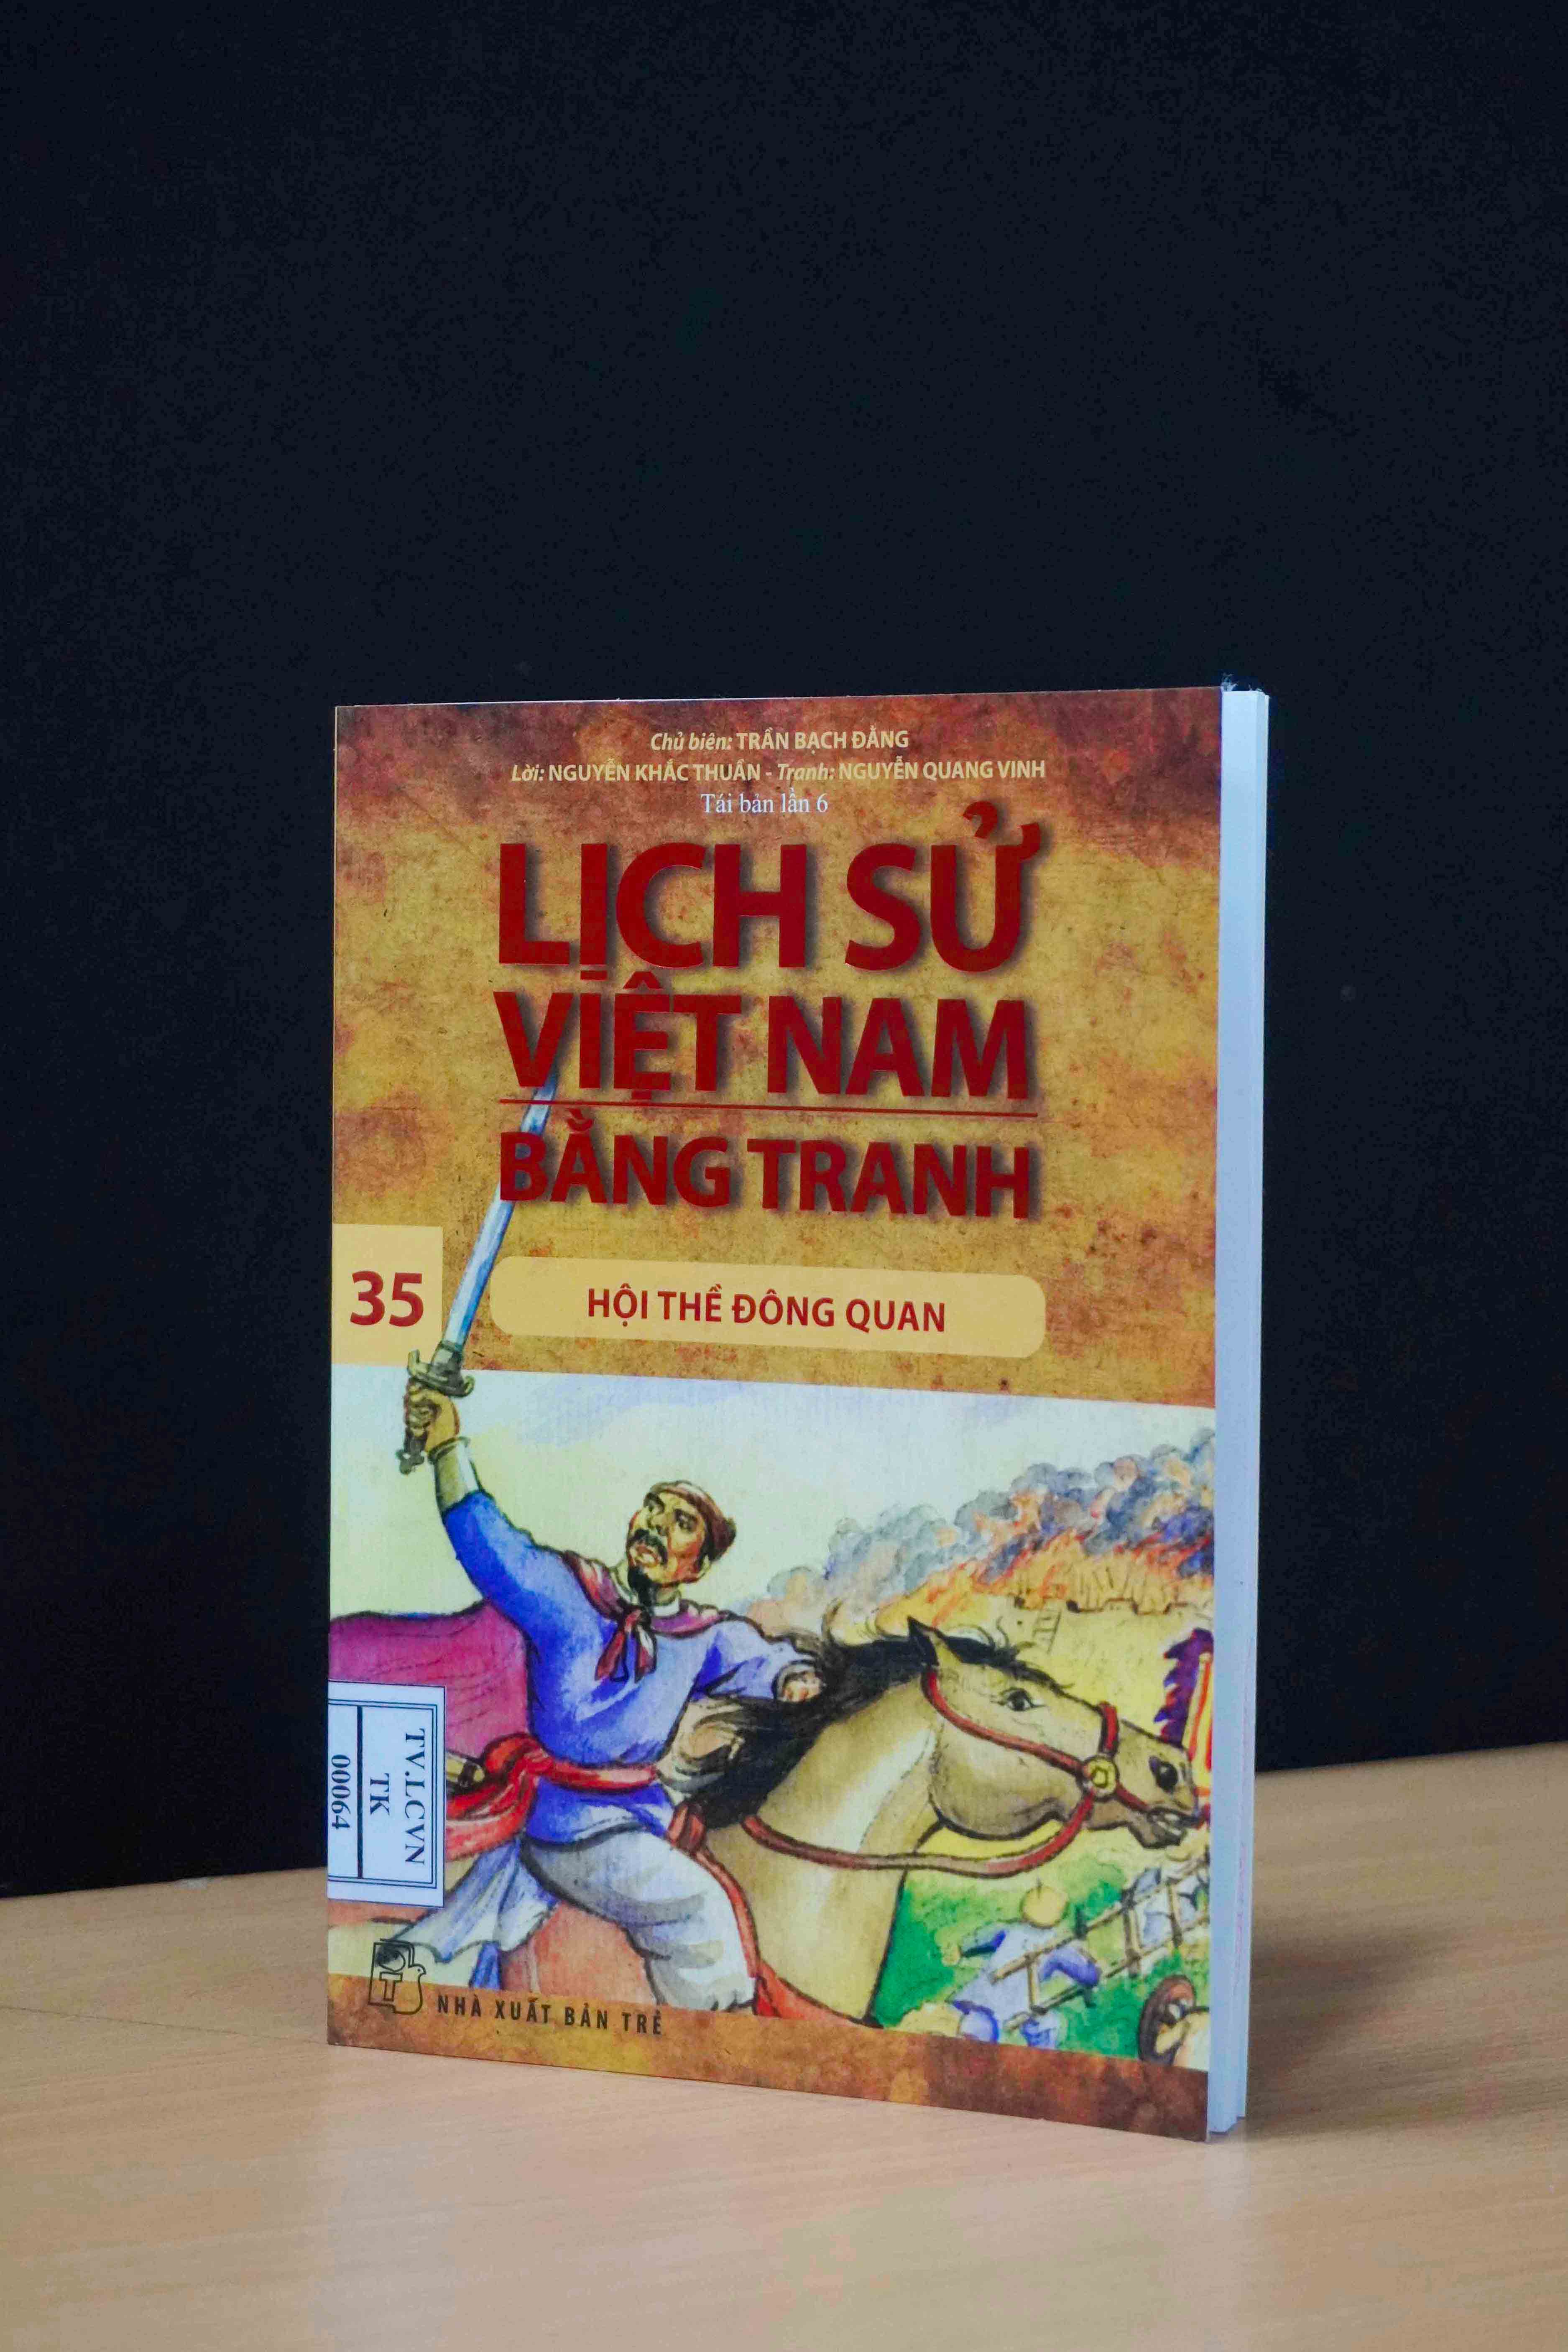 Chủ biên: TRẦN BẠCH ĐẰNG
Lời: NGUYỄN KHẮC THUẦN - Tranh: NGUYỄN QUANG VINH
Tái bản lần 6
LỊCH SỬ
VIỆT NAM
BẰNG TRANH
35
HỘI THỀ ĐÔNG QUAN
TV.LCVN
TK
00064
NHÀ XUẤT BẢN TRẺ